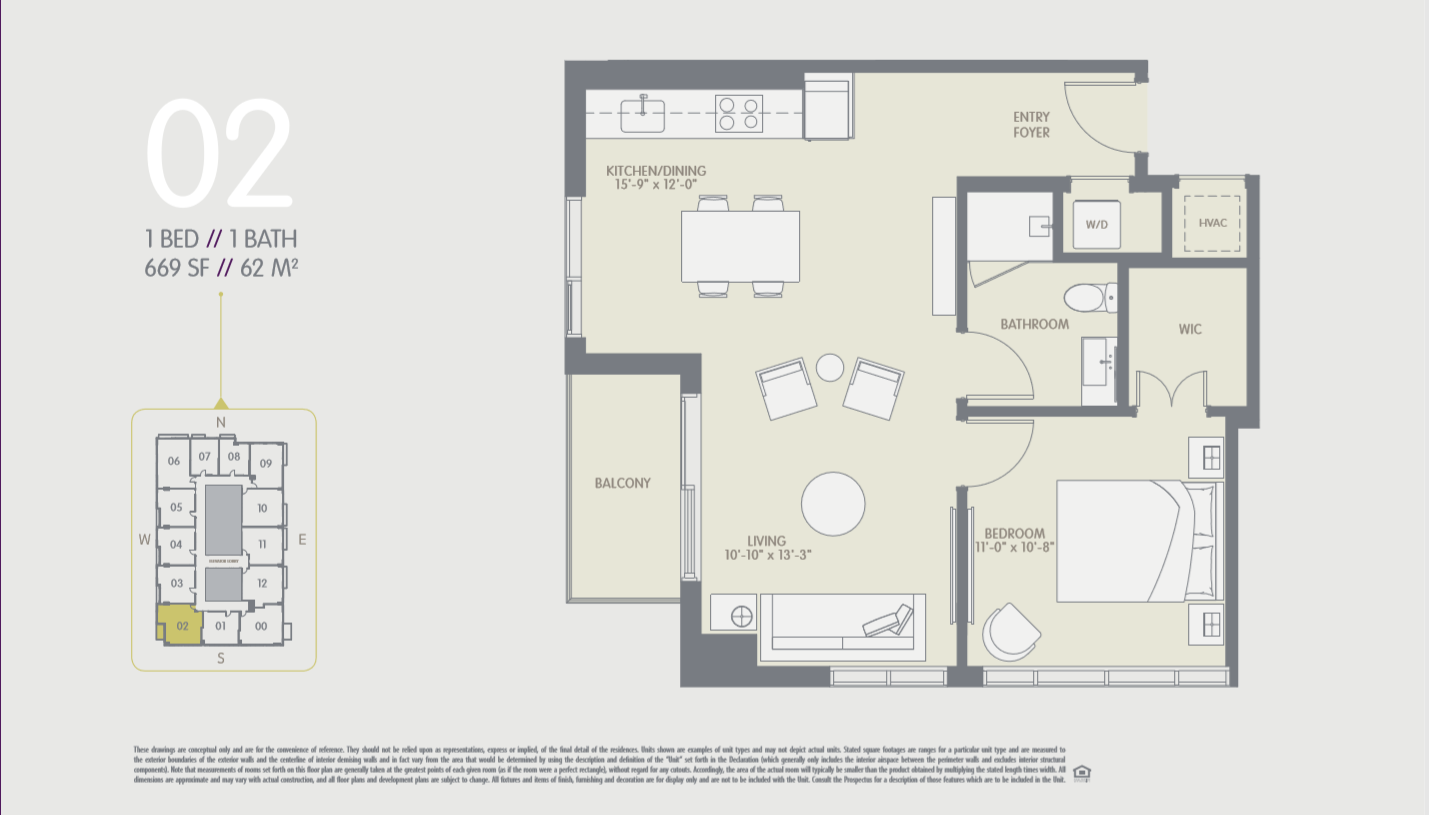 02
1 BED // 1 BATH
669 SF // 62 M²
N
06
07
08
09
05
10
W
04
11
E
03
12
02
01
00
S
ENTRY
FOYER
KITCHEN/DINING
15'-9" x 12'-0"
W/D
HVAC
BATHROOM
WIC
BALCONY
LIVING
10'-10" x 13'-3"
BEDROOM
11'-0" x 10'-8"
These drawings are conceptual only and are for the convenience of reference. They should not be relied upon as representations, express or implied, of the final detail of the residences. Units shown are examples of unit types and may not depict actual units. Stated square footages are ranges for a particular unit type and are measured to
the exterior boundaries of the exterior walls and the centerline of interior demising walls and in fact vary from the area that would be determined by using the description and definition of the "Unit" set forth in the Declaration (which generally only includes the interior airspace between the perimeter walls and excludes interior structural
components). Note that measurements of rooms set forth on this floor plan are generally taken at the greatest points of each given room (as if the room were a perfect rectangle), without regard for any cutouts. Accordingly, the area of the actual room will typically be smaller than the product obtained by multiplying the stated length times width. All
dimensions are approximate and may vary with actual construction, and all floor plans and development plans are subject to change. All fixtures and items of finish, furnishing and decoration are for display only and are not to be included with the Unit. Consult the Prospectus for a description of those features which are to be included in the Unit.